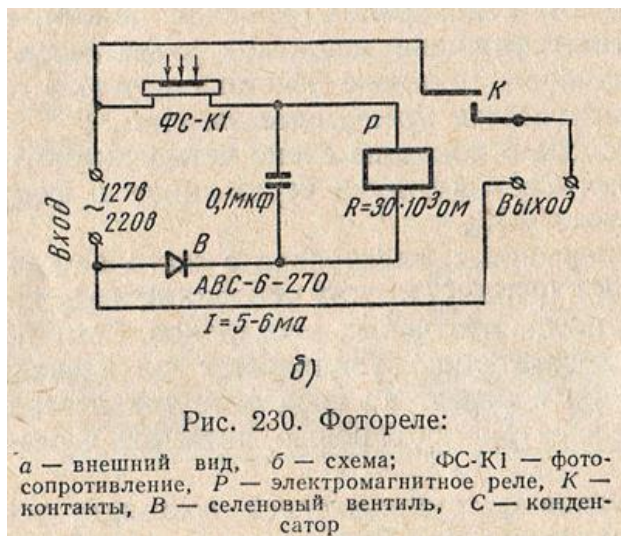 ФС-К1
К
Р
127в
~
220в
Вход
0,1мкф
R=30·10³ом
Выход
В
АВС-6-270
I=5-6ма
б)
Рис. 230. Фотореле:
а — внешний вид, б — схема; ФС-К1 — фото-
сопротивление, Р — электромагнитное реле, К —
контакты, В — селеновый вентиль, С — конден-
сатор